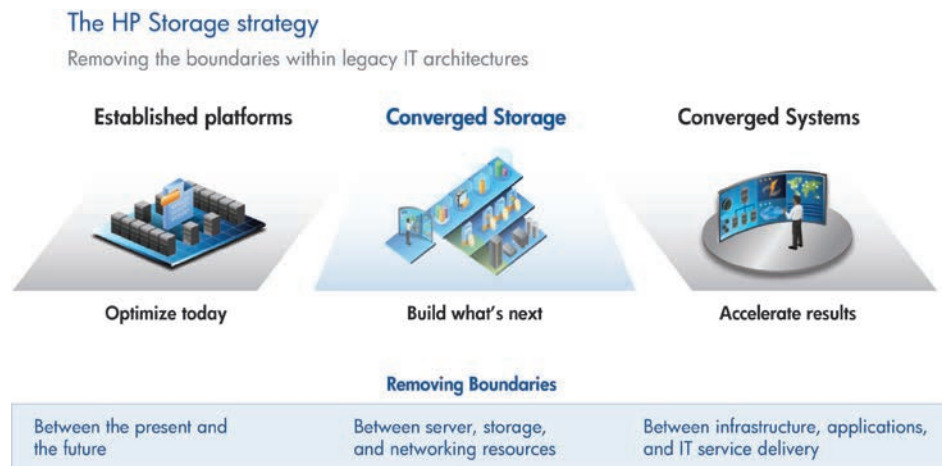 The HP Storage strategy
Removing the boundaries within legacy IT architectures
Established platforms
Converged Storage
Converged Systems
Optimize today
Build what's next
Accelerate results
Removing Boundaries
Between the present and
the future
Between server, storage,
and networking resources
Between infrastructure, applications,
and IT service delivery